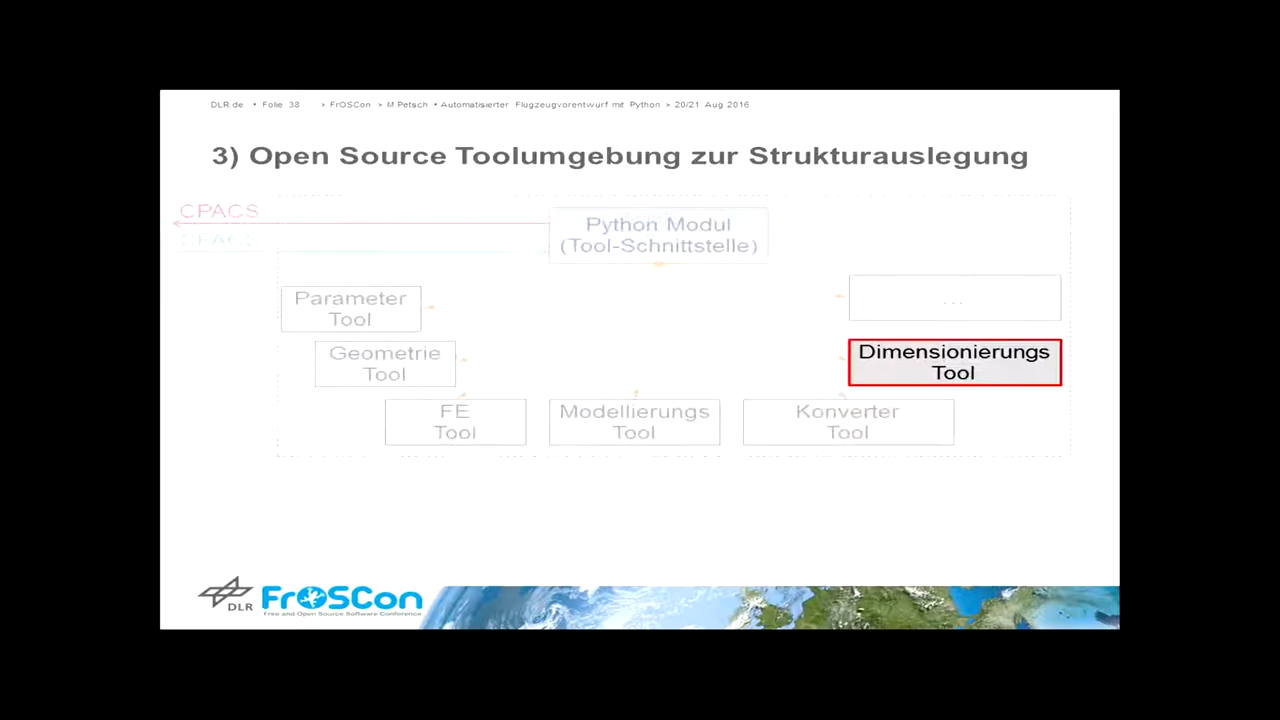 DLR.de • Folie 38 > FrOSCon > M Petsch • Automatisierter Flugzeugvorentwurf mit Python > 20/21 Aug 2016
3) Open Source Toolumgebung zur Strukturauslegung
CPACS
CPACS
Python Modul
(Tool-Schnittstelle)
Parameter
Tool
...
Geometrie
Tool
Dimensionierungs
Tool
FE
Tool
Modellierungs
Tool
Konverter
Tool
DLR
FrOSCon
Free and Open Source Software Conference